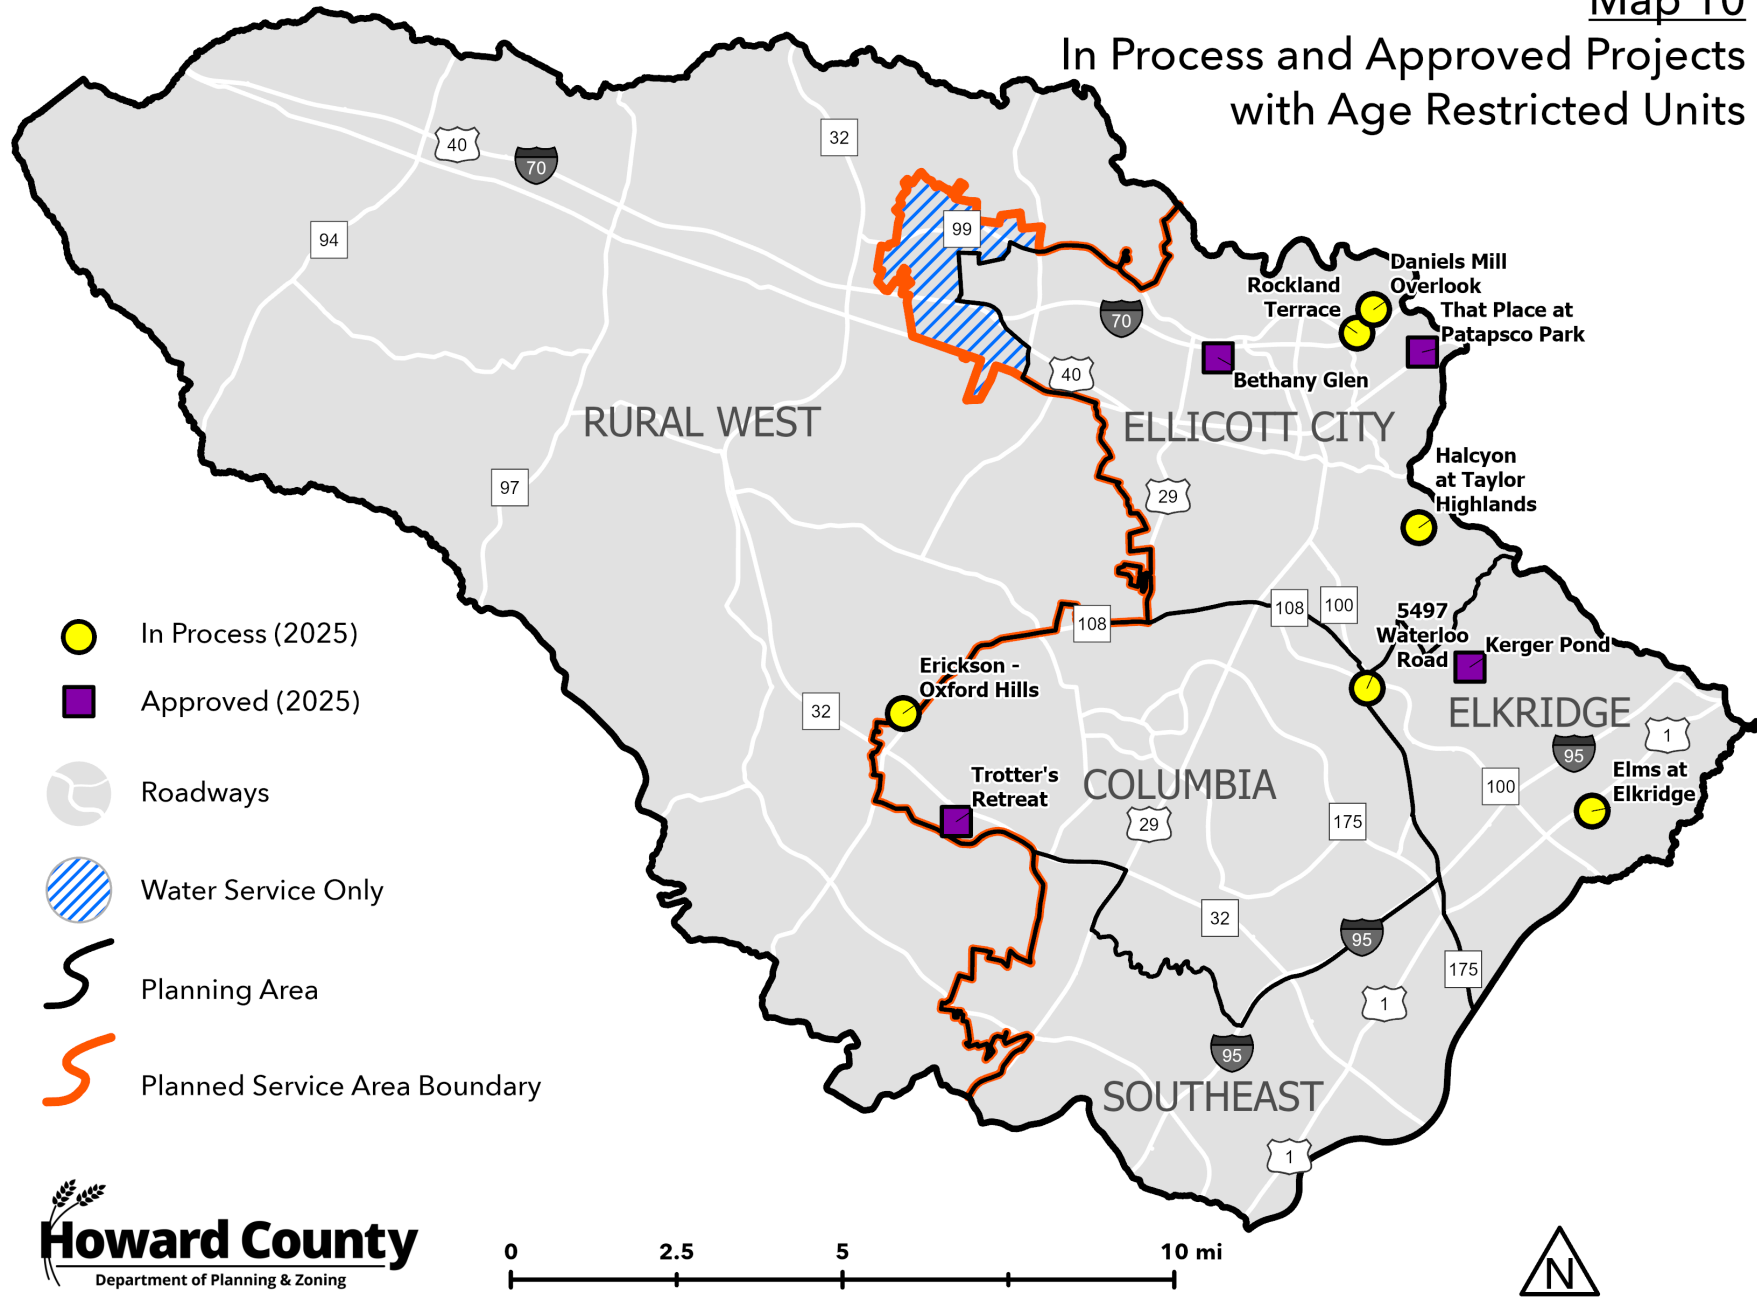 Map 10
In Process and Approved Projects
with Age Restricted Units
40
70
32
94
99
Daniels Mill
Overlook
Rockland
Terrace
That Place at
Patapsco Park
70
40
Bethany Glen
RURAL WEST
ELLICOTT CITY
97
29
Halcyon
at Taylor
Highlands
108
108
100
5497
Waterloo
Road
Kerger Pond
Erickson -
Oxford Hills
32
ELKRIDGE
1
95
Trotter's
Retreat
COLUMBIA
29
175
100
Elms at
Elkridge
32
95
175
1
95
SOUTHEAST
1
In Process (2025)
Approved (2025)
Roadways
Water Service Only
Planning Area
Planned Service Area Boundary
Howard County
Department of Planning & Zoning
0
2.5
5
10 mi
N